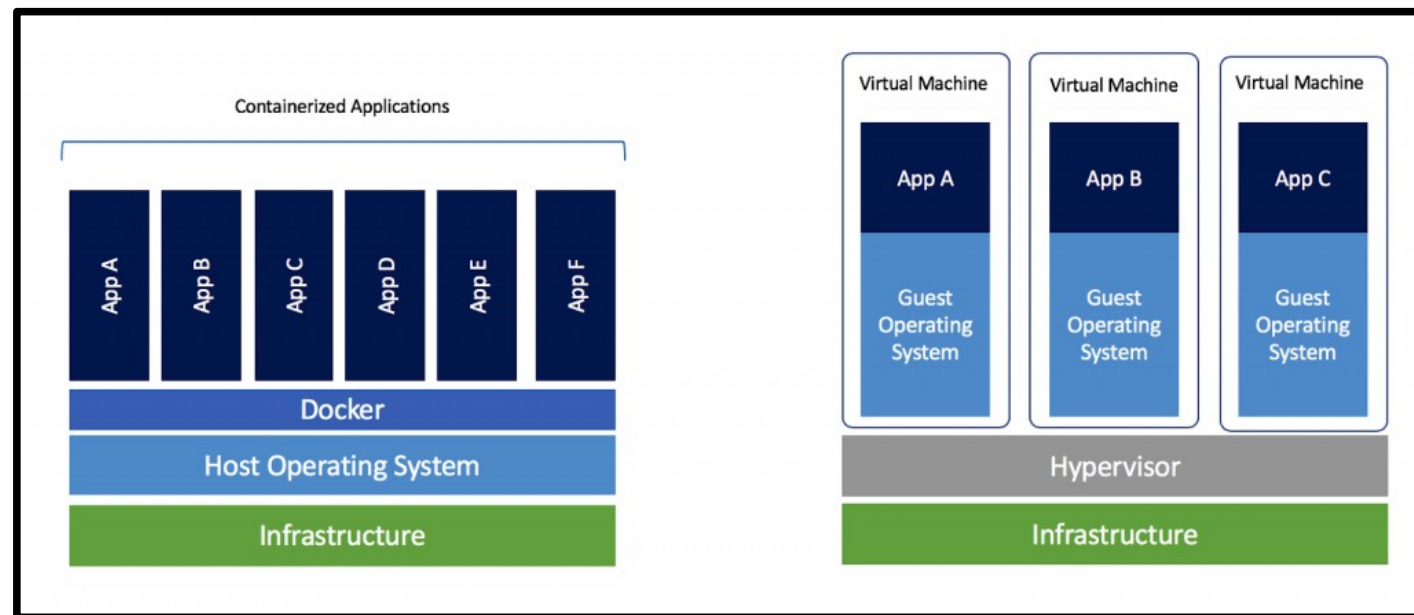 Containerized Applications
App A
App B
App C
App D
App E
App F
Docker
Host Operating System
Infrastructure
Virtual Machine
App A
Guest
Operating
System
Virtual Machine
App B
Guest
Operating
System
Virtual Machine
App C
Guest
Operating
System
Hypervisor
Infrastructure